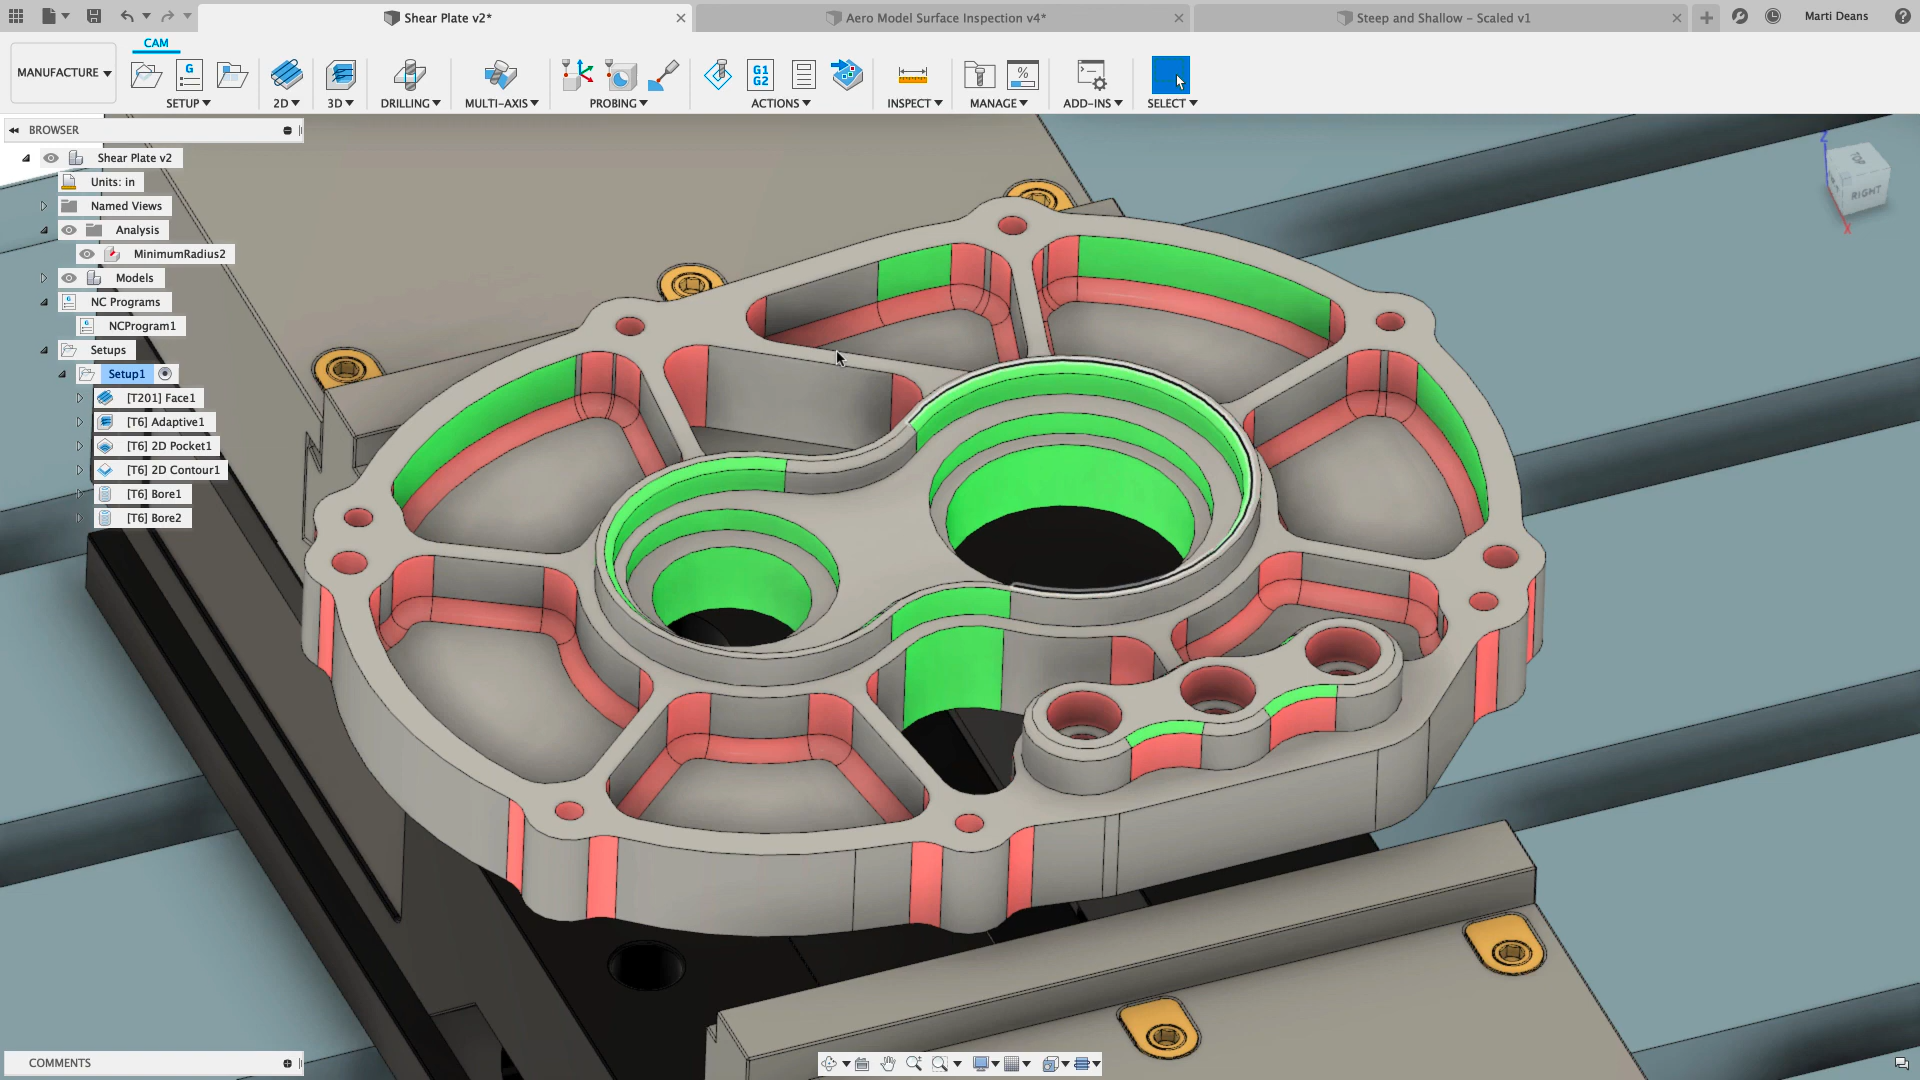 Shear Plate v2*
Aero Model Surface Inspection v4*
Steep and Shallow – Scaled v1
Marti Deans
CAM
MANUFACTURE
SETUP
2D
3D
DRILLING
MULTI-AXIS
PROBING
G1
G2
ACTIONS
INSPECT
MANAGE
ADD-INS
SELECT
BROWSER
Shear Plate v2
Units: in
Named Views
Analysis
MinimumRadius2
Models
NC Programs
NCProgram1
Setups
Setup1
[T201] Face1
[T6] Adaptive1
[T6] 2D Pocket1
[T6] 2D Contour1
[T6] Bore1
[T6] Bore2
Z
TOP
RIGHT
X
COMMENTS